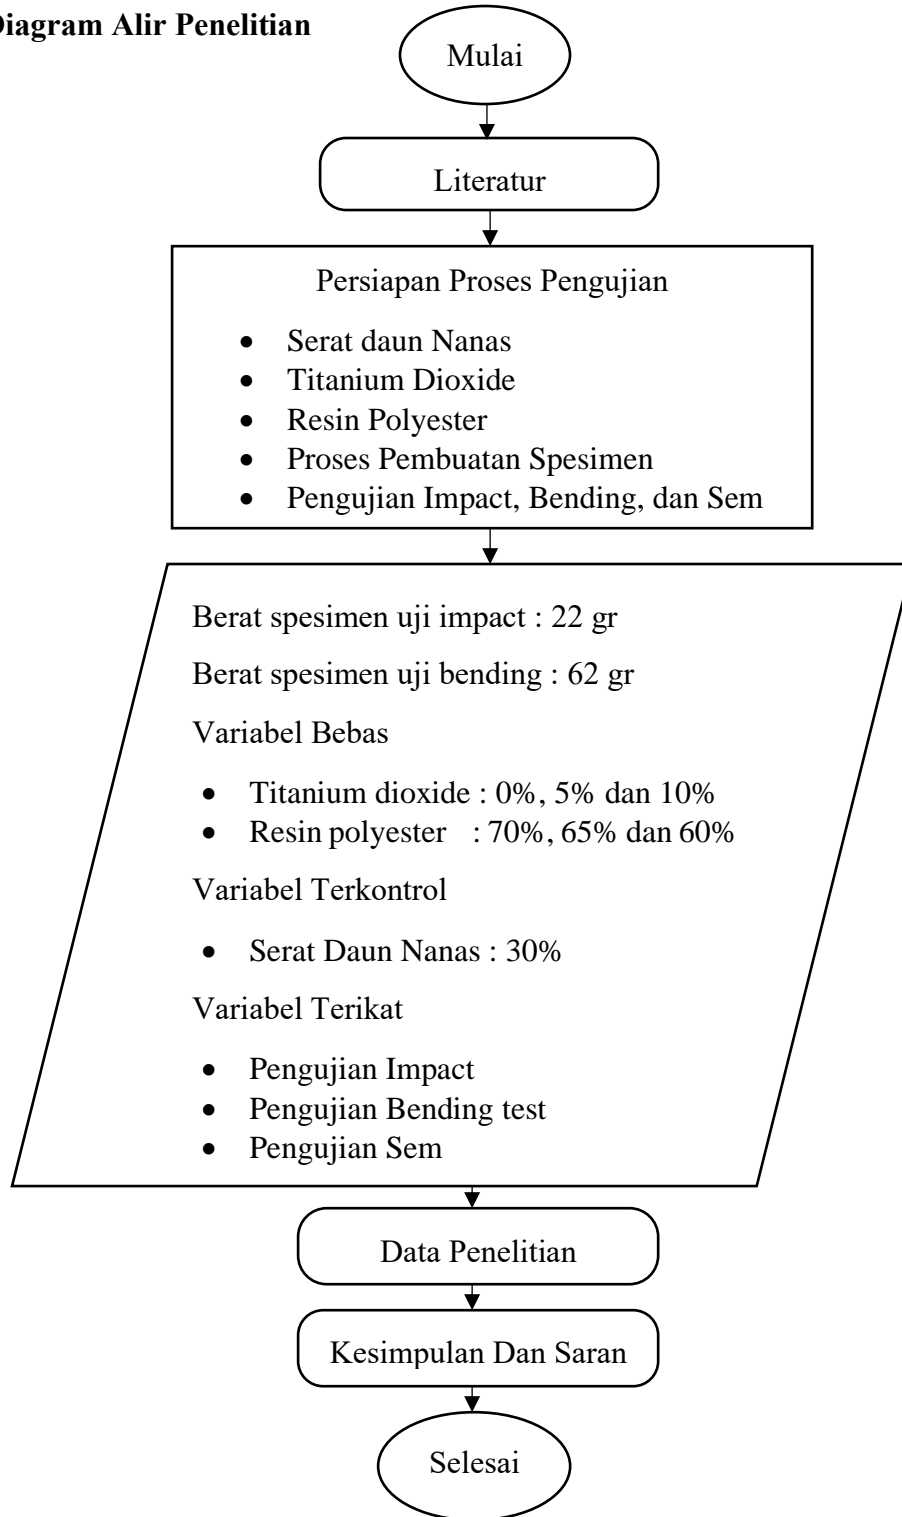 Diagram Alir Penelitian
Mulai
Literatur
Persiapan Proses Pengujian
• Serat daun Nanas
• Titanium Dioxide
• Resin Polyester
• Proses Pembuatan Spesimen
• Pengujian Impact, Bending, dan Sem
Berat spesimen uji impact : 22 gr
Berat spesimen uji bending : 62 gr
Variabel Bebas
• Titanium dioxide : 0%, 5% dan 10%
• Resin polyester : 70%, 65% dan 60%
Variabel Terkontrol
• Serat Daun Nanas : 30%
Variabel Terikat
• Pengujian Impact
• Pengujian Bending test
• Pengujian Sem
Data Penelitian
Kesimpulan Dan Saran
Selesai